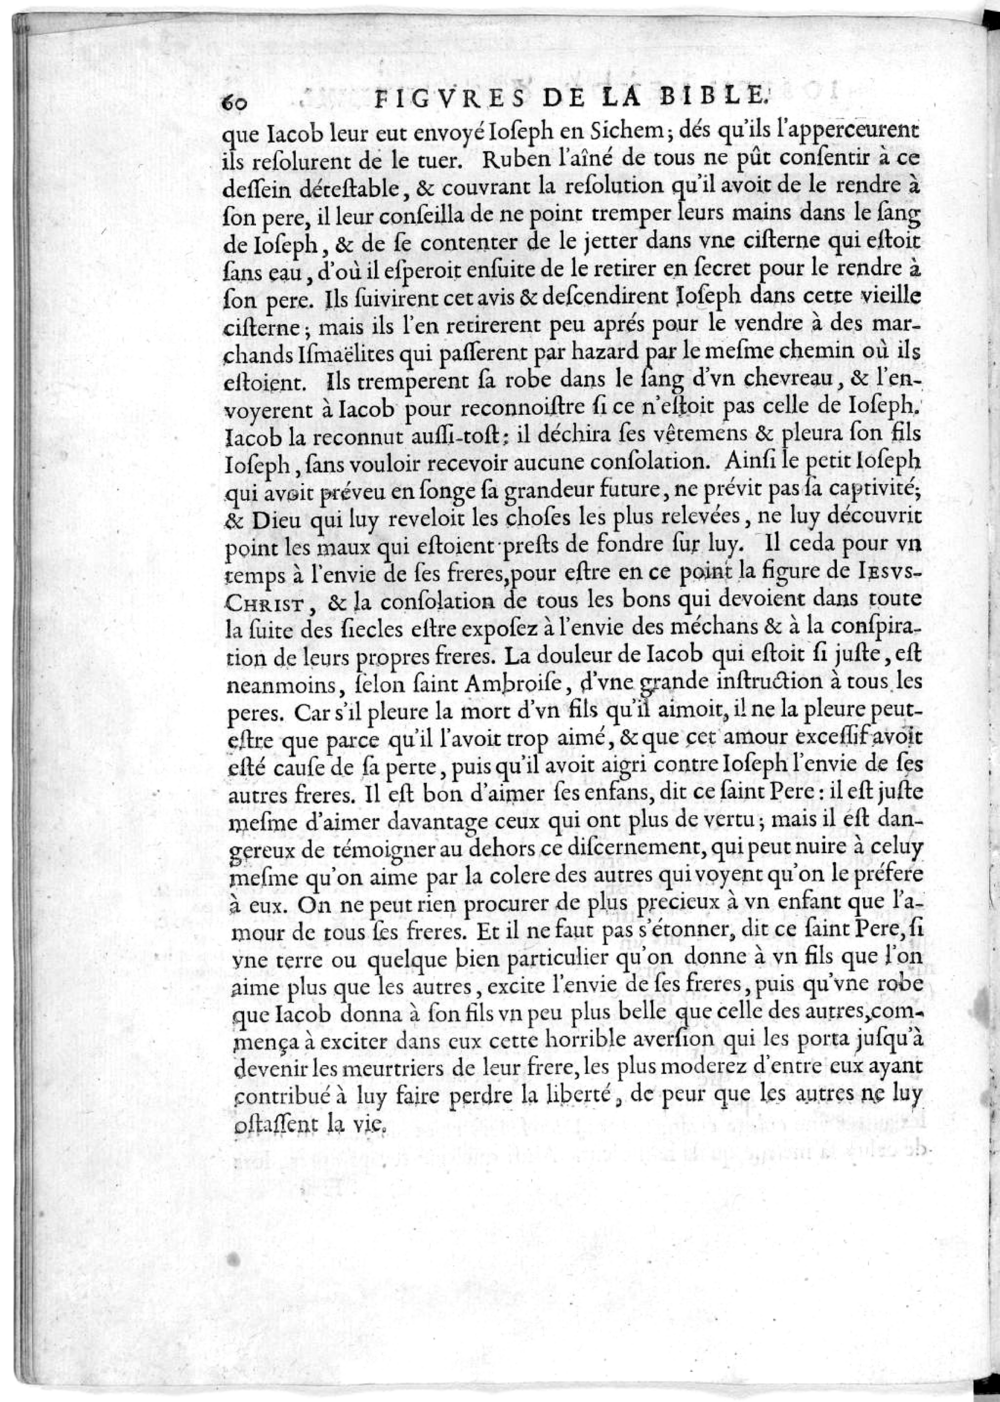 60 FIGVRES DE LA BIBLE.
que Iacob leur eut envoyé Ioſeph en Sichem; dés qu'ils l'apperceurent
ils reſolurent de le tuer. Ruben l'aîné de tous ne pût conſentir à ce
deſſein déteſtable, & couvrant la reſolution qu'il avoit de le rendre à
ſon pere, il leur conſeilla de ne point tremper leurs mains dans le ſang
de Ioſeph, & de ſe contenter de le jetter dans vne ciſterne qui eſtoit
ſans eau, d'où il eſperoit enſuite de le retirer en ſecret pour le rendre à
ſon pere. Ils ſuivirent cet avis & deſcendirent Ioſeph dans cette vieille
ciſterne; mais ils l'en retirerent peu aprés pour le vendre à des mar-
chands Iſmaëlites qui paſſerent par hazard par le meſme chemin où ils
eſtoient. Ils tremperent ſa robe dans le ſang d'vn chevreau, & l'en-
voyerent à Iacob pour reconnoiſtre ſi ce n'eſtoit pas celle de Ioſeph.
Iacob la reconnut auſſi-toſt: il déchira ſes vêtemens & pleura ſon fils
Ioſeph, ſans vouloir recevoir aucune conſolation. Ainſi le petit Ioſeph
qui avoit préveu en ſonge ſa grandeur future, ne prévit pas ſa captivité;
& Dieu qui luy reveloit les choſes les plus relevées, ne luy découvrit
point les maux qui eſtoient preſts de fondre ſur luy. Il ceda pour vn
temps à l'envie de ſes freres, pour eſtre en ce point la figure de IESVS-
CHRIST, & la conſolation de tous les bons qui devoient dans toute
la ſuite des ſiecles eſtre expoſez à l'envie des méchans & à la conſpira-
tion de leurs propres freres. La douleur de Iacob qui eſtoit ſi juſte, eſt
neanmoins, ſelon ſaint Ambroiſe, d'vne grande inſtruction à tous les
peres. Car s'il pleure la mort d'vn fils qu'il aimoit, il ne la pleure peut-
eſtre que parce qu'il l'avoit trop aimé, & que cet amour exceſſif avoit
eſté cauſe de ſa perte, puis qu'il avoit aigri contre Ioſeph l'envie de ſes
autres freres. Il eſt bon d'aimer ſes enfans, dit ce ſaint Pere: il eſt juſte
meſme d'aimer davantage ceux qui ont plus de vertu; mais il eſt dan-
gereux de témoigner au dehors ce diſcernement, qui peut nuire à celuy
meſme qu'on aime par la colere des autres qui voyent qu'on le préfere
à eux. On ne peut rien procurer de plus precieux à vn enfant que l'a-
mour de tous ſes freres. Et il ne faut pas s'étonner, dit ce ſaint Pere, ſi
vne terre ou quelque bien particulier qu'on donne à vn fils que l'on
aime plus que les autres, excite l'envie de ſes freres, puis qu'vne robe
que Iacob donna à ſon fils vn peu plus belle que celle des autres, com-
mença à exciter dans eux cette horrible averſion qui les porta juſqu'à
devenir les meurtriers de leur frere, les plus moderez d'entre eux ayant
contribué à luy faire perdre la liberté, de peur que les autres ne luy
oſtaſſent la vie.